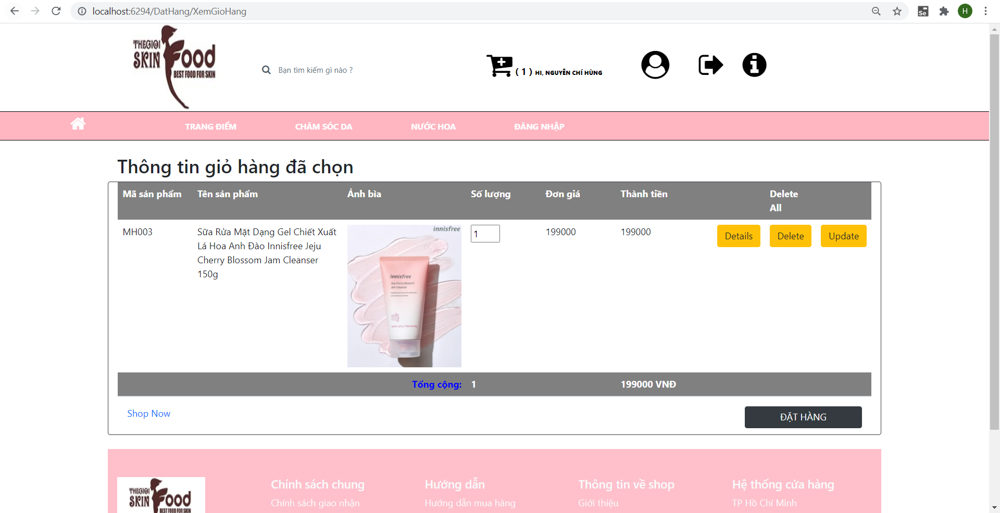 localhost:6294/DatHang/XemGioHang
Se
H
THEGIOI
SKIN Food
BEST FOOD FOR SKIN
Bạn tìm kiếm gì nào ?
( 1 ) HI, NGUYỄN CHÍ HÙNG
TRANG ĐIỂM CHĂM SÓC DA NƯỚC HOA ĐĂNG NHẬP
Thông tin giỏ hàng đã chọn
Mã sản phẩm Tên sản phẩm Ảnh bìa Số lượng Đơn giá Thành tiền Delete
All
MH003 Sữa Rửa Mặt Dạng Gel Chiết Xuất
Lá Hoa Anh Đào Innisfree Jeju
Cherry Blossom Jam Cleanser
150g
innisfree
innisfree
Jeju Cherry Blossom
Jam Cleanser
1 199000 199000 Details Delete Update
Tổng cộng: 1 199000 VNĐ
Shop Now ĐẶT HÀNG
THEGIOI
SKIN Food
BEST FOOD FOR SKIN
Chính sách chung Hướng dẫn Thông tin về shop Hệ thống cửa hàng
Chính sách giao nhận Hướng dẫn mua hàng Giới thiệu TP Hồ Chí Minh